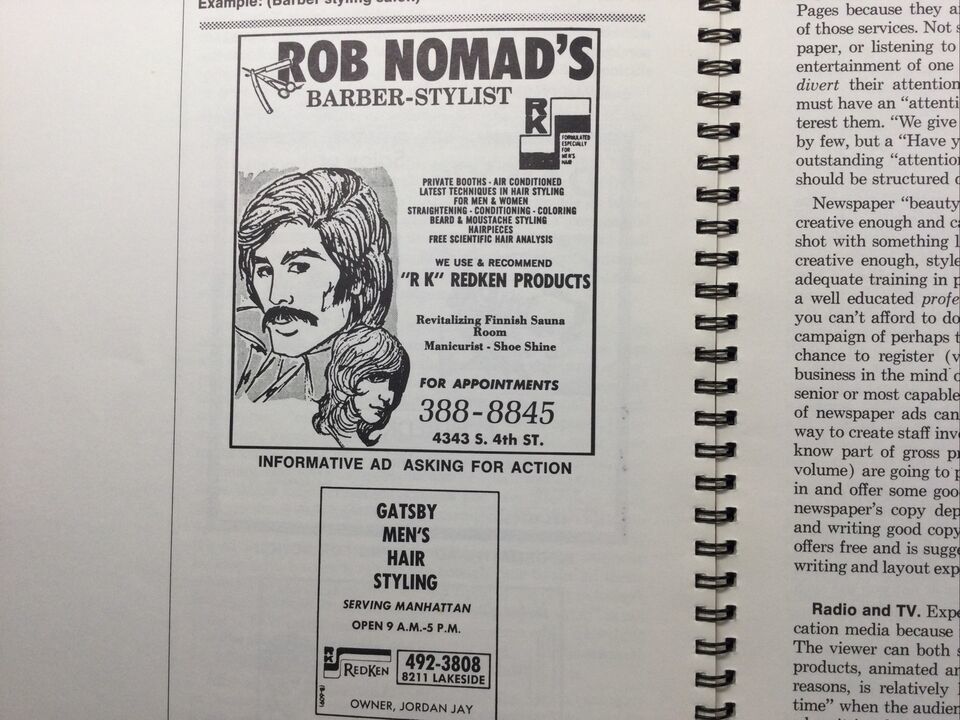 Example: (Barber styling salon)
ROB NOMAD'S
BARBER-STYLIST
RK
FORMULATED
ESPECIALLY
FOR
MEN'S
HAIR
PRIVATE BOOTHS - AIR CONDITIONED
LATEST TECHNIQUES IN HAIR STYLING
FOR MEN & WOMEN
STRAIGHTENING - CONDITIONING - COLORING
BEARD & MOUSTACHE STYLING
HAIRPIECES
FREE SCIENTIFIC HAIR ANALYSIS
WE USE & RECOMMEND
"R K" REDKEN PRODUCTS
Revitalizing Finnish Sauna
Room
Manicurist - Shoe Shine
FOR APPOINTMENTS
388-8845
4343 S. 4th ST.
INFORMATIVE AD ASKING FOR ACTION
GATSBY
MEN'S
HAIR
STYLING
SERVING MANHATTAN
OPEN 9 A.M.-5 P.M.
RK
REDKEN
492-3808
8211 LAKESIDE
OWNER, JORDAN JAY
Pages because they
of those services. Not
paper, or listening to
entertainment of one
divert their attention
must have an "attenti
terest them. "We give
by few, but a "Have
outstanding "attention
should be structured
Newspaper "beauty
creative enough and
shot with something
creative enough, style
adequate training in
a well educated profe
you can't afford to do
campaign of perhaps
chance to register
business in the mind
senior or most capable
of newspaper ads can
way to create staff inv
know part of gross
volume) are going to
in and offer some goo
newspaper's copy dep
and writing good copy
offers free and is sugge
writing and layout exp
Radio and TV. Expe
cation media because
The viewer can both
products, animated
reasons, is relatively
time" when the audien